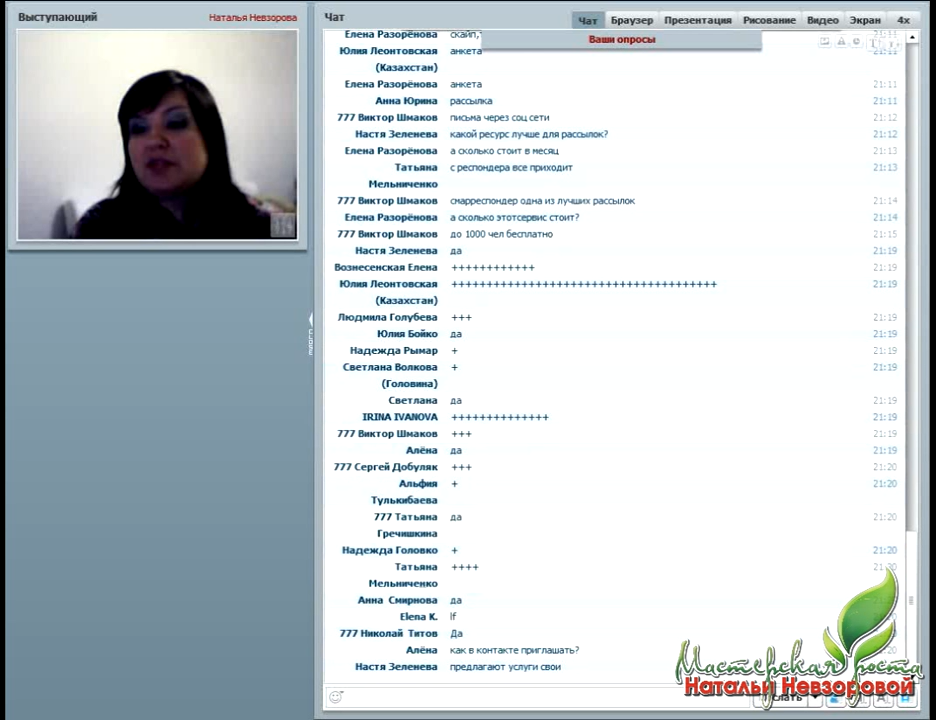 Выступающий Наталья Невзорова
Чат Чат Браузер Презентация Рисование Видео Экран 4x
Ваши опросы
Елена Разорёнова скайп, 21:11
Юлия Леонтовская анкета 21:11
(Казахстан)
Елена Разорёнова анкета 21:11
Анна Юрина рассылка 21:11
777 Виктор Шмаков письма через соц сети 21:12
Настя Зеленева какой ресурс лучше для рассылок? 21:12
Елена Разорёнова а сколько стоит в месяц 21:13
Татьяна с респондера все приходит 21:13
Мельниченко
777 Виктор Шмаков смарреспондер одна из лучших рассылок 21:14
Елена Разорёнова а сколько этотсервис стоит? 21:14
777 Виктор Шмаков до 1000 чел бесплатно 21:15
Настя Зеленева да 21:19
Вознесенская Елена ++++++++++++ 21:19
Юлия Леонтовская ++++++++++++++++++++++++++++++++++++++ 21:19
(Казахстан)
Людмила Голубева +++ 21:19
Юлия Бойко да 21:19
Надежда Рымар + 21:19
Светлана Волкова + 21:19
(Головина)
Светлана да 21:19
IRINA IVANOVA ++++++++++++++ 21:19
777 Виктор Шмаков +++ 21:19
Алёна да 21:19
777 Сергей Добуляк +++ 21:20
Альфия + 21:20
Тулькибаева
777 Татьяна да 21:20
Гречишкина
Надежда Головко + 21:20
Татьяна ++++ 21:20
Мельниченко
Анна Смирнова да
Elena K. lf
777 Николай Титов Да
Алёна как в контакте приглашать?
Настя Зеленева предлагают услуги свои
Мастерская роста
Натальи Невзоровой